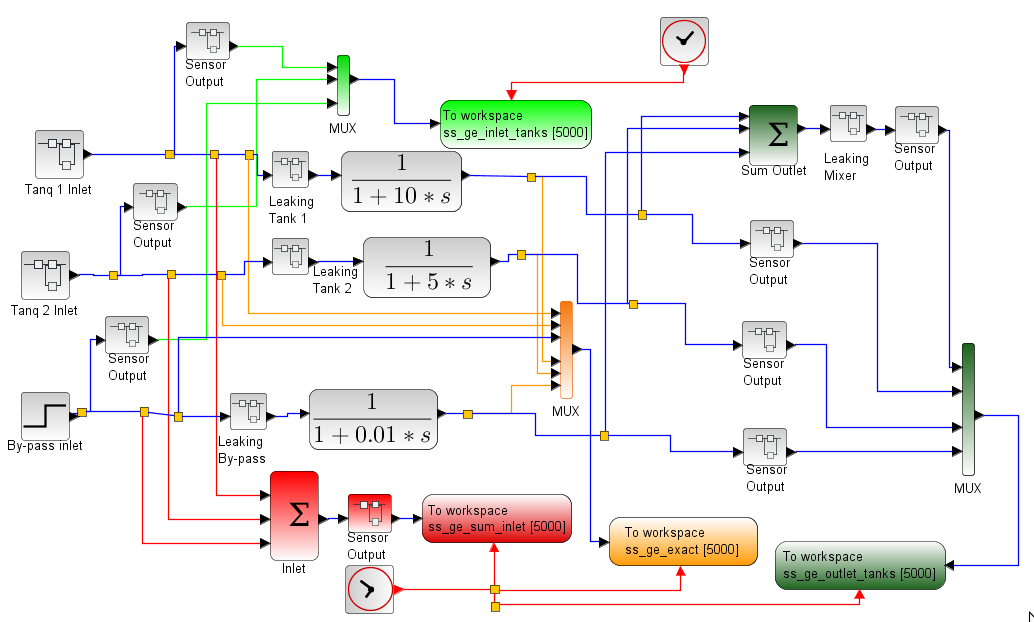 Sensor
Output
MUX
To workspace
ss_ge_inlet_tanks [5000]
Σ
Sum Outlet
Leaking
Mixer
Sensor
Output
Tanq 1 Inlet
Leaking
Tank 1
1
1 + 10 * s
Sensor
Output
Tanq 2 Inlet
Leaking
Tank 2
1
1 + 5 * s
Sensor
Output
Sensor
Output
MUX
Sensor
Output
By-pass inlet
Leaking
By-pass
1
1 + 0.01 * s
Sensor
Output
MUX
Σ
Inlet
Sensor
Output
To workspace
ss_ge_sum_inlet [5000]
To workspace
ss_ge_exact [5000]
To workspace
ss_ge_outlet_tanks [5000]